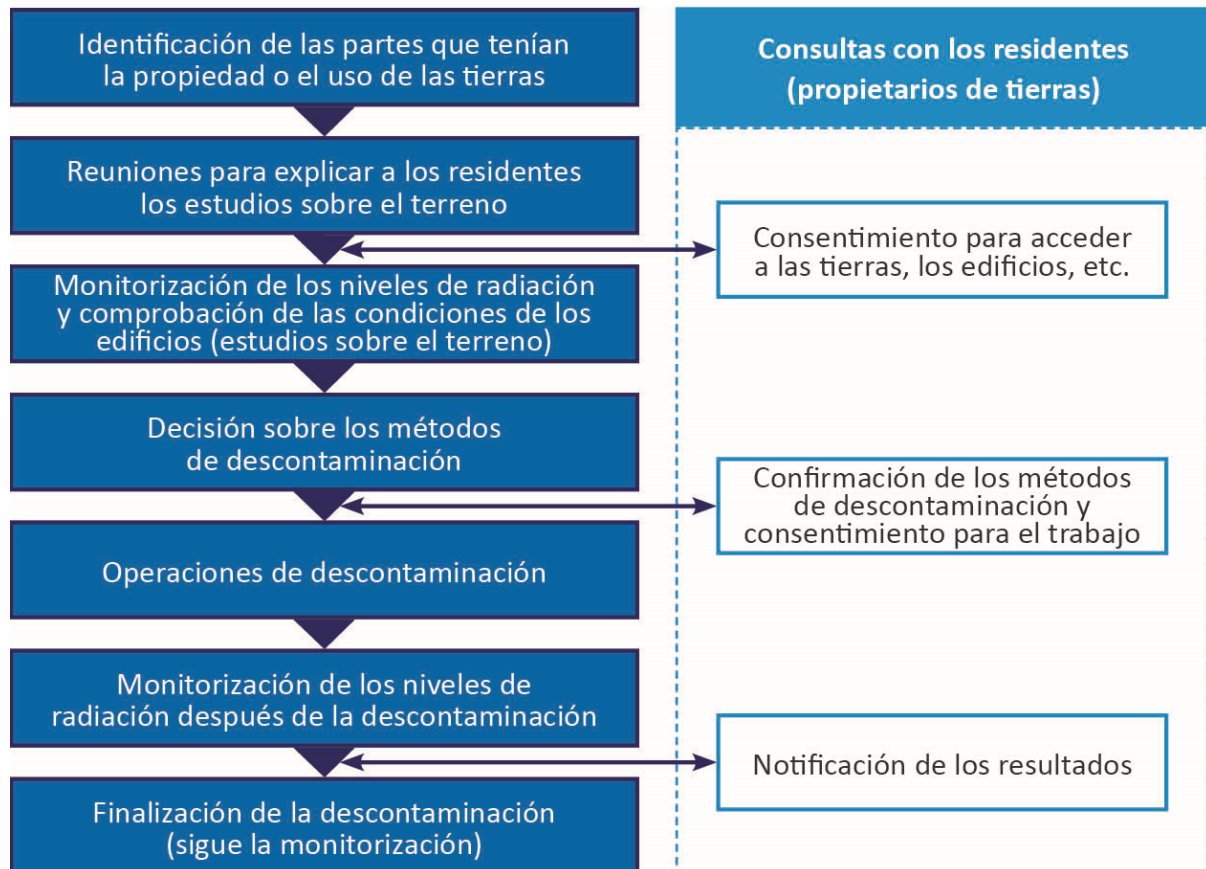 Identificación de las partes que tenían
la propiedad o el uso de las tierras
Reuniones para explicar a los residentes
los estudios sobre el terreno
Monitorización de los niveles de radiación
y comprobación de las condiciones de los
edificios (estudios sobre el terreno)
Decisión sobre los métodos
de descontaminación
Operaciones de descontaminación
Monitorización de los niveles de
radiación después de la descontaminación
Finalización de la descontaminación
(sigue la monitorización)
Consultas con los residentes
(propietarios de tierras)
Consentimiento para acceder
a las tierras, los edificios, etc.
Confirmación de los métodos
de descontaminación y
consentimiento para el trabajo
Notificación de los resultados